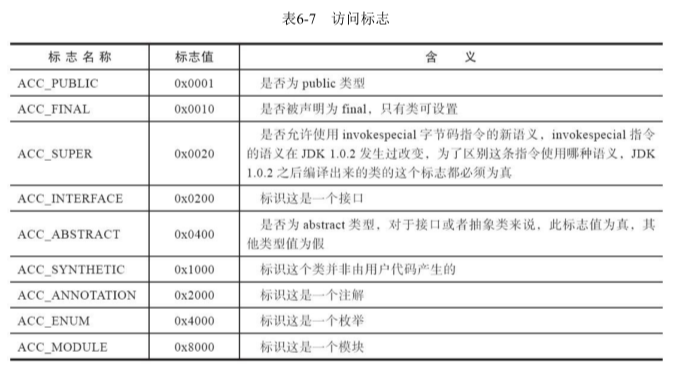 表6-7 访问标志
标 志 名 称 标志值 含 义
ACC_PUBLIC 0x0001 是否为 public 类型
ACC_FINAL 0x0010 是否被声明为 final，只有类可设置
是否允许使用 invokespecial 字节码指令的新语义，invokespecial 指令
ACC_SUPER 0x0020 的语义在 JDK 1.0.2 发生过改变，为了区别这条指令使用哪种语义，JDK
1.0.2 之后编译出来的类的这个标志都必须为真
ACC_INTERFACE 0x0200 标识这是一个接口
ACC_ABSTRACT 0x0400 是否为 abstract 类型，对于接口或者抽象类来说，此标志值为真，其
他类型值为假
ACC_SYNTHETIC 0x1000 标识这个类并非由用户代码产生的
ACC_ANNOTATION 0x2000 标识这是一个注解
ACC_ENUM 0x4000 标识这是一个枚举
ACC_MODULE 0x8000 标识这是一个模块